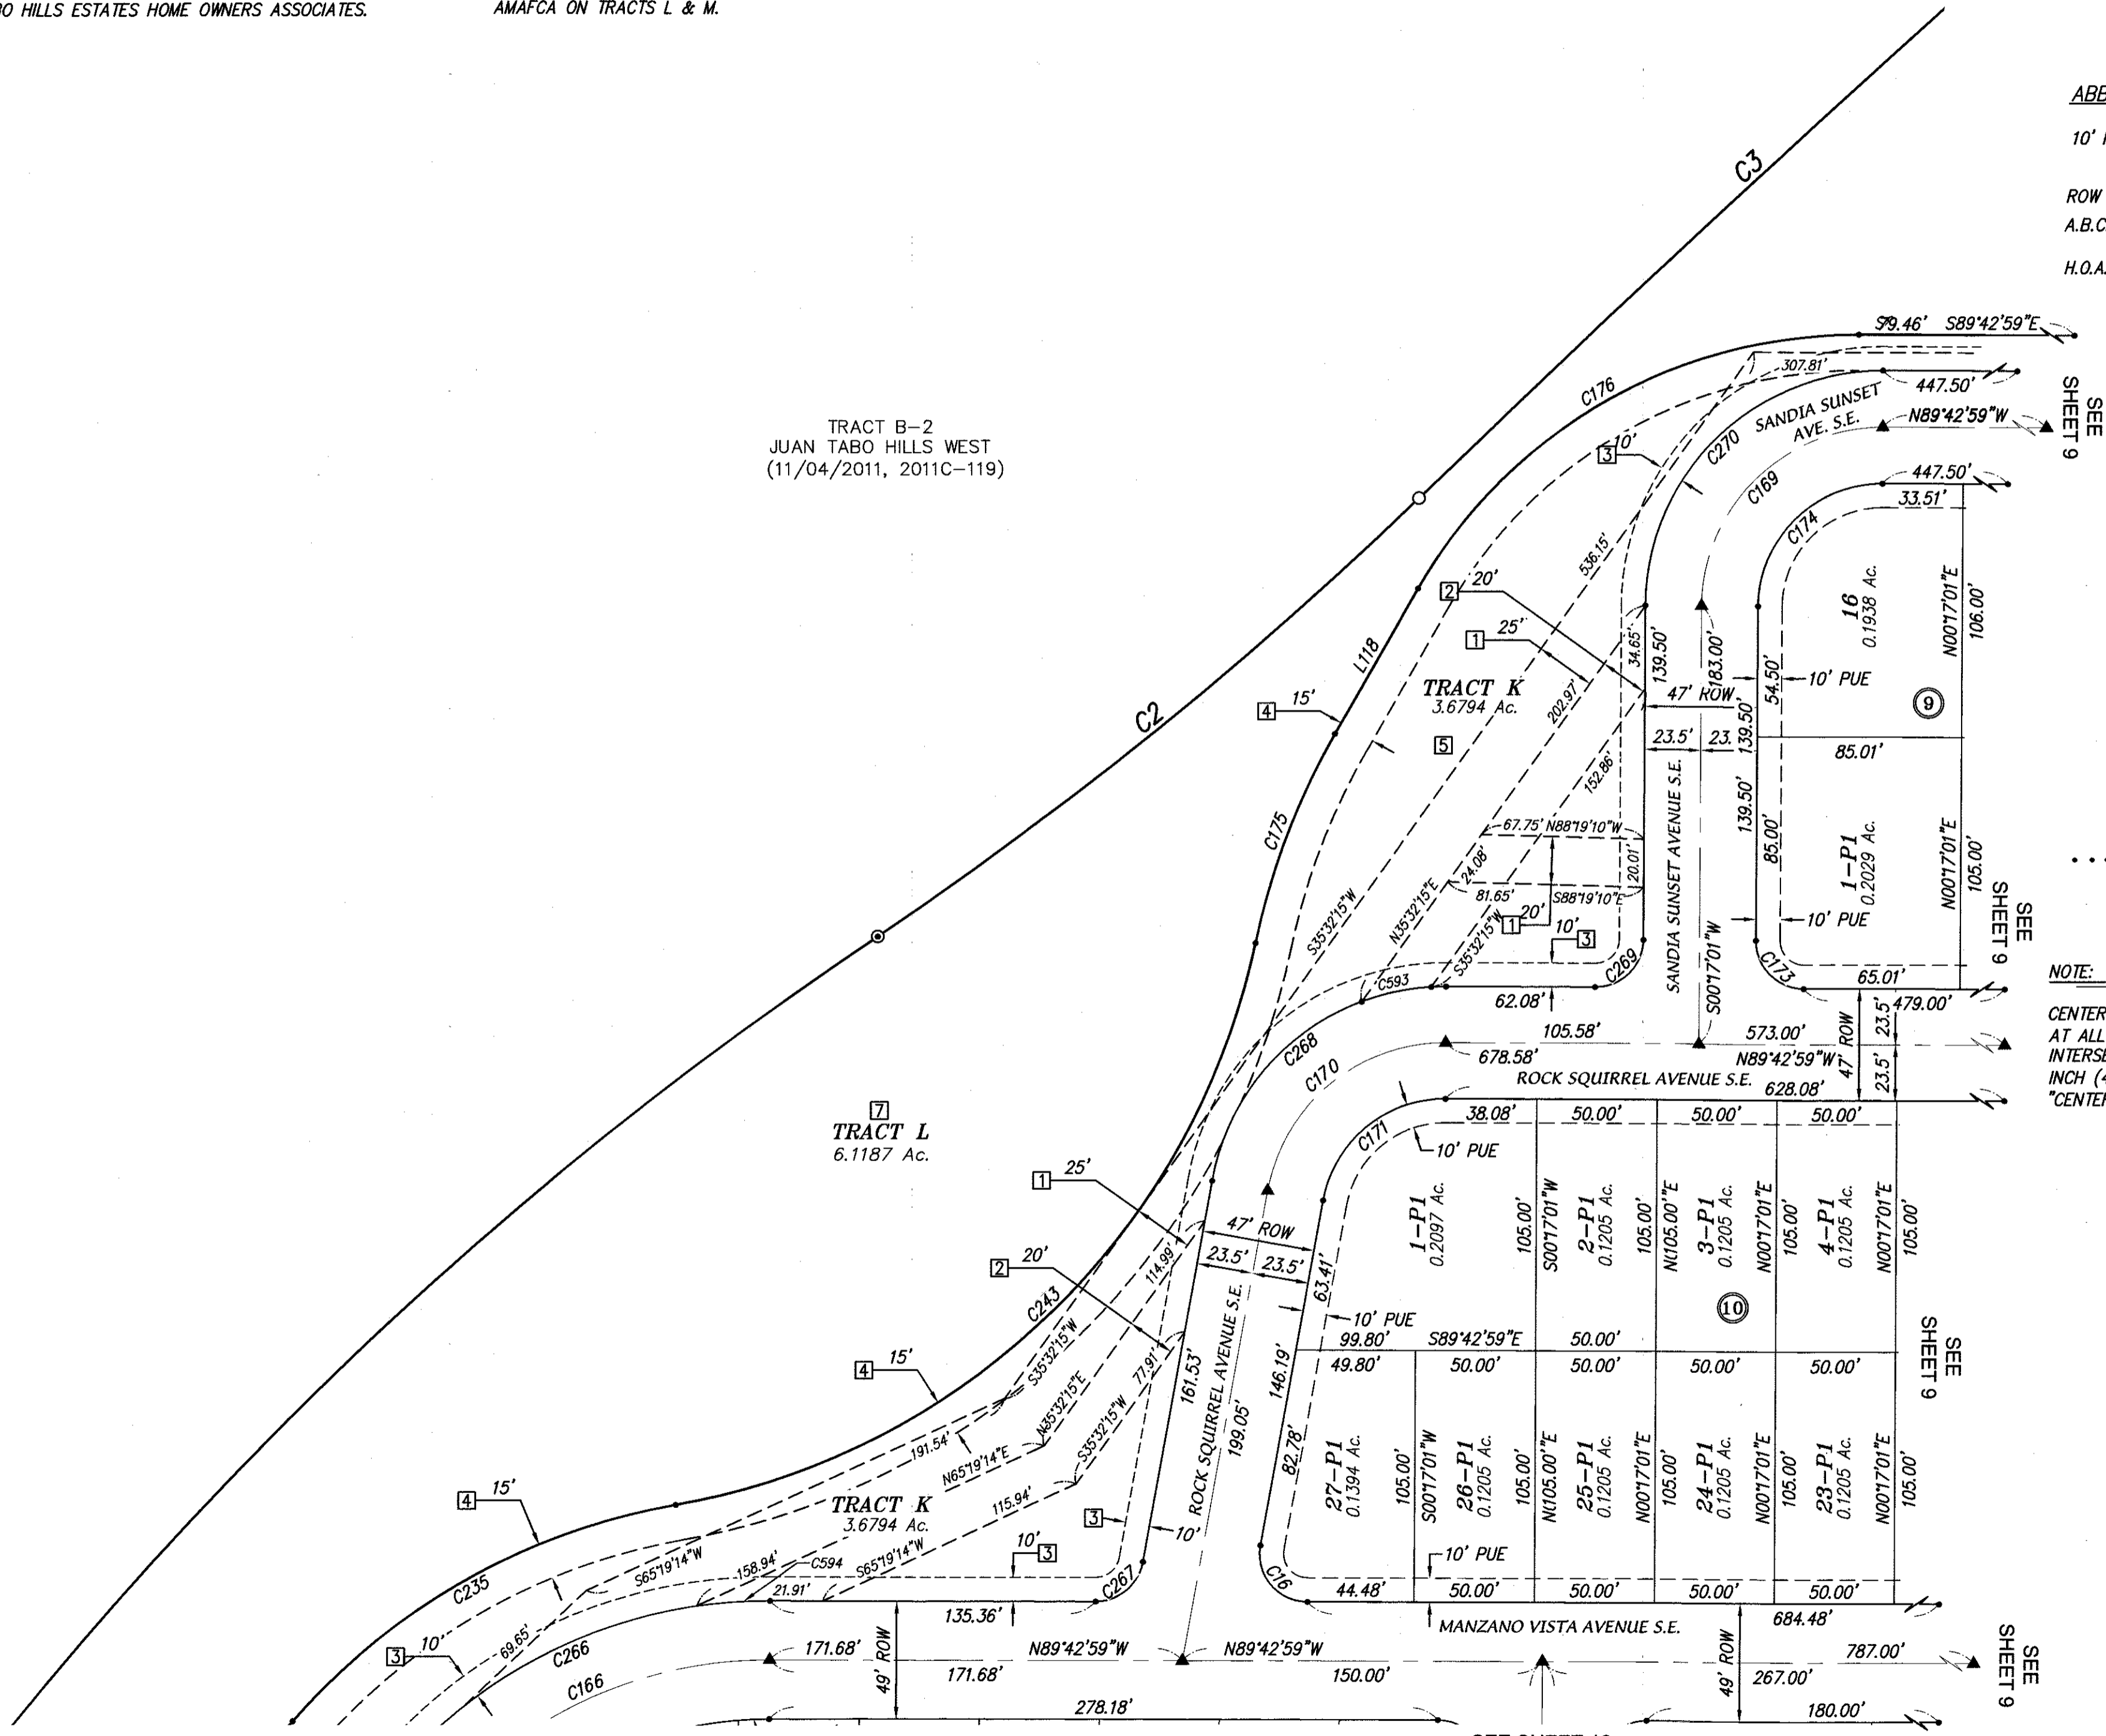 BO HILLS ESTATES HOME OWNERS ASSOCIATES.
AMAFCA ON TRACTS L & M.
C3
ABB
10'
ROW
A.B.C.
H.O.A.
79.46' S89°42'59"E
307.81'
C176
447.50'
SANDIA SUNSET
AVE. S.E.
N89°42'59"W
SEE
SHEET 9
C270
3 10'
C169
447.50'
33.51'
C174
TRACT B-2
JUAN TABO HILLS WEST
(11/04/2011, 2011C-119)
536.15'
2 20'
1 25'
L118
34.65'
139.50'
183.00'
54.50'
10' PUE
16
0.1938 Ac.
N00°17'01"E
106.00'
9
TRACT K
3.6794 Ac.
202.97'
47' ROW
4 15'
5
23.5' 23.
139.50'
85.01'
C2
152.86'
C175
67.75' N88°19'10"W
24.08'
20.01'
81.65'
S88°19'10"E
1 20'
10'
3
139.50'
85.00'
1-P1
0.2029 Ac.
N00°17'01"E
105.00'
10' PUE
SANDIA SUNSET AVENUE S.E.
S00°17'01"W
S35°32'15"W
N35°32'15"E
S35°32'15"W
C269
C173
65.01'
SEE
SHEET 9
NOTE:
C593
62.08'
479.00'
CENTER
AT ALL
INTERSE
INCH (4
"CENTER
C268
105.58'
573.00'
47' ROW
23.5'
23.5'
678.58'
N89°42'59"W
C170
ROCK SQUIRREL AVENUE S.E.
628.08'
38.08'
50.00'
50.00'
50.00'
C171
10' PUE
7
TRACT L
6.1187 Ac.
1 25'
47' ROW
23.5' 23.5'
2 20'
114.99'
63.41'
1-P1
0.2097 Ac.
105.00'
S00°17'01"W
2-P1
0.1205 Ac.
105.00'
3-P1
0.1205 Ac.
N00°17'01"E
105.00'
4-P1
0.1205 Ac.
N00°17'01"E
105.00'
10
C243
10' PUE
99.80' S89°42'59"E 50.00'
49.80'
50.00'
50.00'
50.00'
50.00'
SEE
SHEET 9
4 15'
S35°32'15"W
N35°32'15"E
77.91'
S35°32'15"W
161.53'
ROCK SQUIRREL AVENUE S.E.
199.05'
146.19'
82.78'
27-P1
0.1394 Ac.
105.00'
S00°17'01"W
26-P1
0.1205 Ac.
105.00'
25-P1
0.1205 Ac.
N00°17'01"E
105.00'
24-P1
0.1205 Ac.
N00°17'01"E
105.00'
23-P1
0.1205 Ac.
N00°17'01"E
105.00'
191.54'
N65°19'14"E
4 15'
TRACT K
3.6794 Ac.
115.94'
3
10'
10' 3
10' PUE
S65°19'14"W
158.94'
C594
S65°19'14"W
C235
21.91'
C267
C16
44.48'
50.00'
50.00'
50.00'
50.00'
135.36'
MANZANO VISTA AVENUE S.E.
684.48'
3 10'
69.65'
C266
49' ROW
171.68'
N89°42'59"W
N89°42'59"W
49' ROW
787.00'
SEE
SHEET 9
C166
171.68'
150.00'
267.00'
278.18'
180.00'